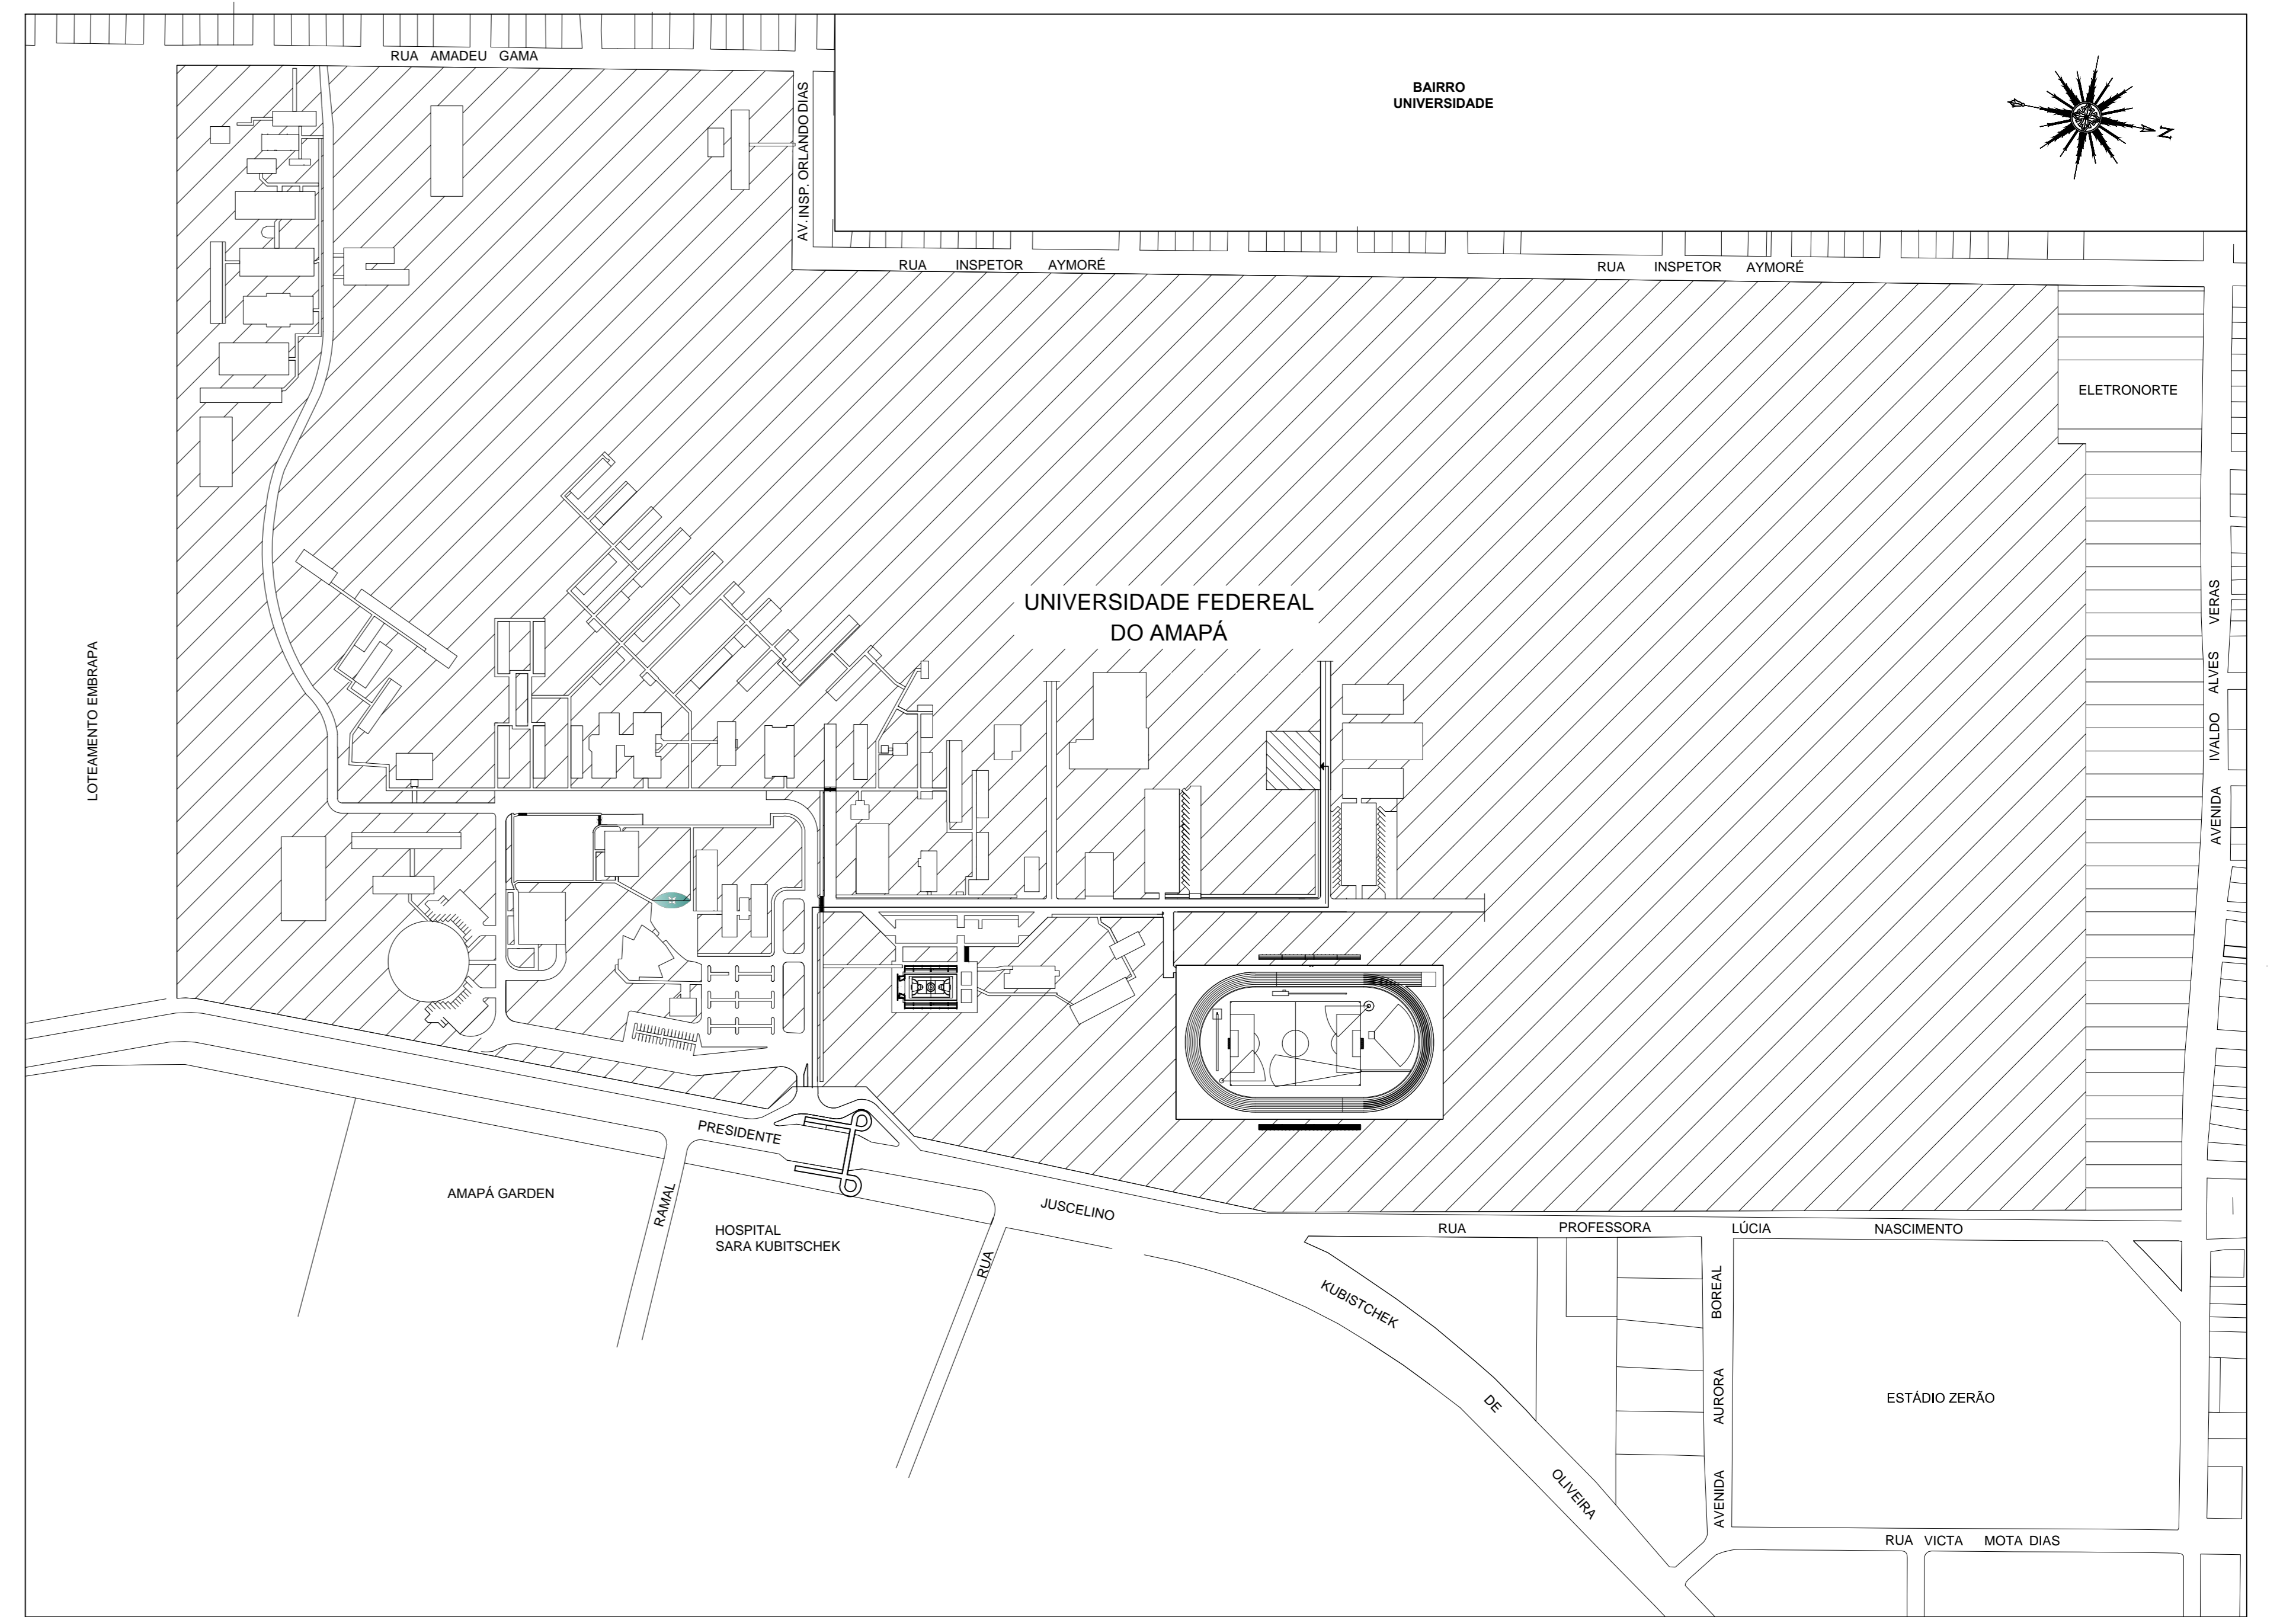 RUA AMADEU GAMA
AV. INSP. ORLANDO DIAS
BAIRRO
UNIVERSIDADE
N
RUA INSPETOR AYMORÉ
RUA INSPETOR AYMORÉ
ELETRONORTE
UNIVERSIDADE FEDEREAL
DO AMAPÁ
LOTEAMENTO EMBRAPA
AVENIDA IVALDO ALVES VERAS
PRESIDENTE
JUSCELINO
KUBISTCHEK
DE
OLIVEIRA
AMAPÁ GARDEN
RAMAL
HOSPITAL
SARA KUBITSCHEK
RUA
RUA PROFESSORA LÚCIA NASCIMENTO
AVENIDA AURORA BOREAL
ESTÁDIO ZERÃO
RUA VICTA MOTA DIAS